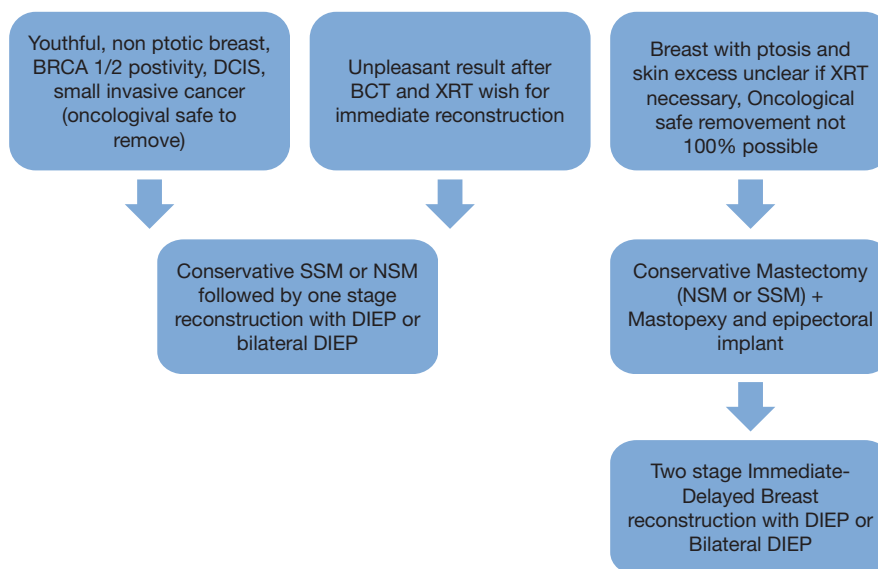 Youthful, non ptotic breast,
BRCA 1/2 postivity, DCIS,
small invasive cancer
(oncologival safe to
remove)
Unpleasant result after
BCT and XRT wish for
immediate reconstruction
Breast with ptosis and
skin excess unclear if XRT
necessary, Oncological
safe removement not
100% possible
Conservative SSM or NSM
followed by one stage
reconstruction with DIEP or
bilateral DIEP
Conservative Mastectomy
(NSM or SSM) +
Mastopexy and epipectoral
implant
Two stage Immediate-
Delayed Breast
reconstruction with DIEP or
Bilateral DIEP